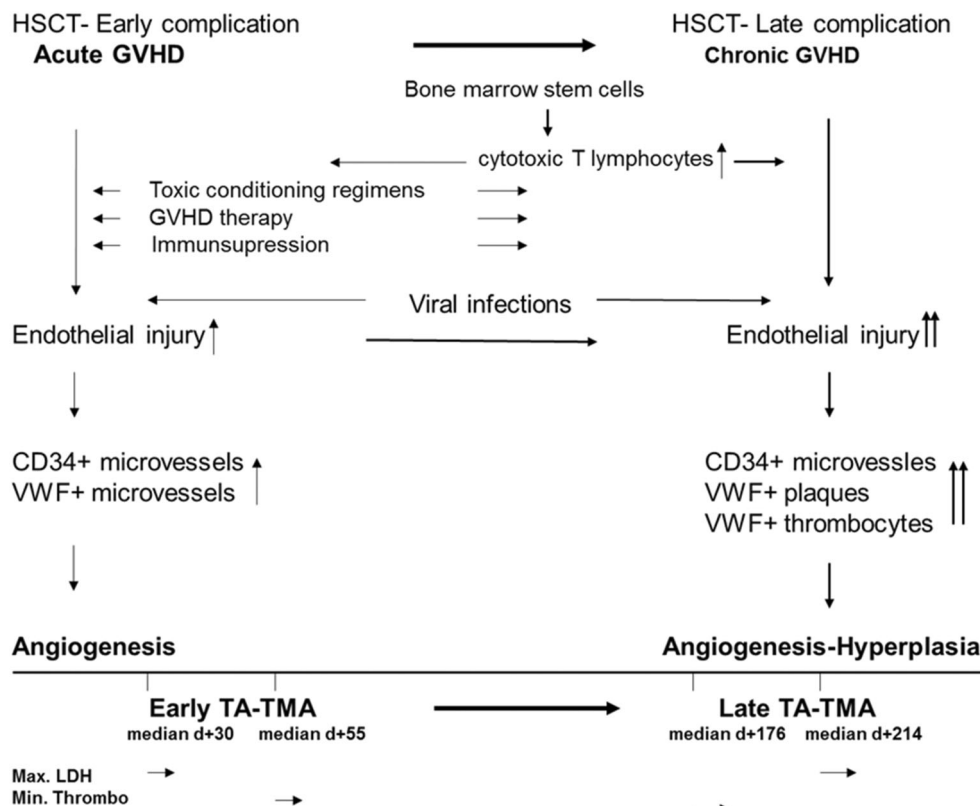 HSCT- Early complication
Acute GVHD
HSCT- Late complication
Chronic GVHD
Bone marrow stem cells
cytotoxic T lymphocytes
Toxic conditioning regimens
GVHD therapy
Immunsupression
Viral infections
Endothelial injury
Endothelial injury
CD34+ microvessels
VWF+ microvessels
CD34+ microvessles
VWF+ plaques
VWF+ thrombocytes
Angiogenesis
Angiogenesis-Hyperplasia
Early TA-TMA
median d+30 median d+55
Late TA-TMA
median d+176 median d+214
Max. LDH
Min. Thrombo